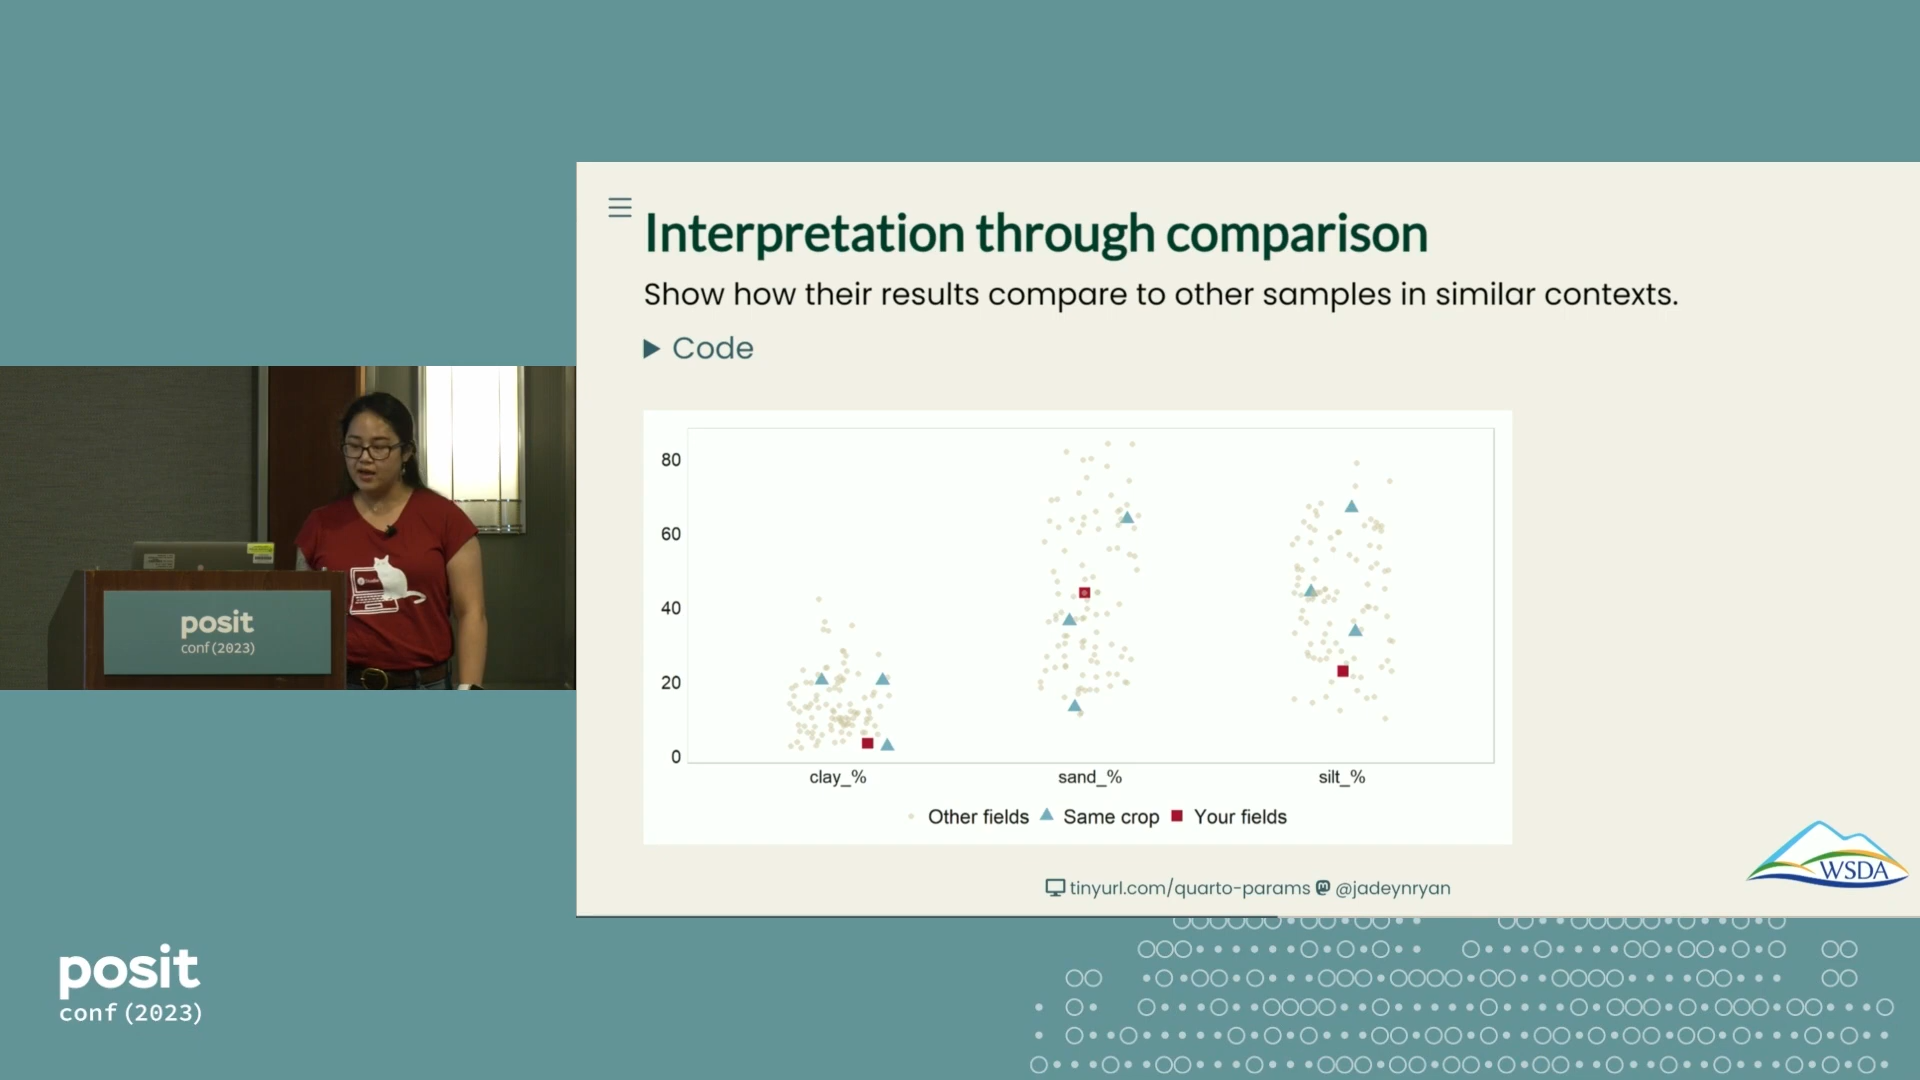 Interpretation through comparison
Show how their results compare to other samples in similar contexts.
Code
80
60
40
20
0
clay_% sand_% silt_%
Other fields Same crop Your fields
tinyurl.com/quarto-params @jadeynryan
WSDA
posit
conf(2023)
posit
conf(2023)